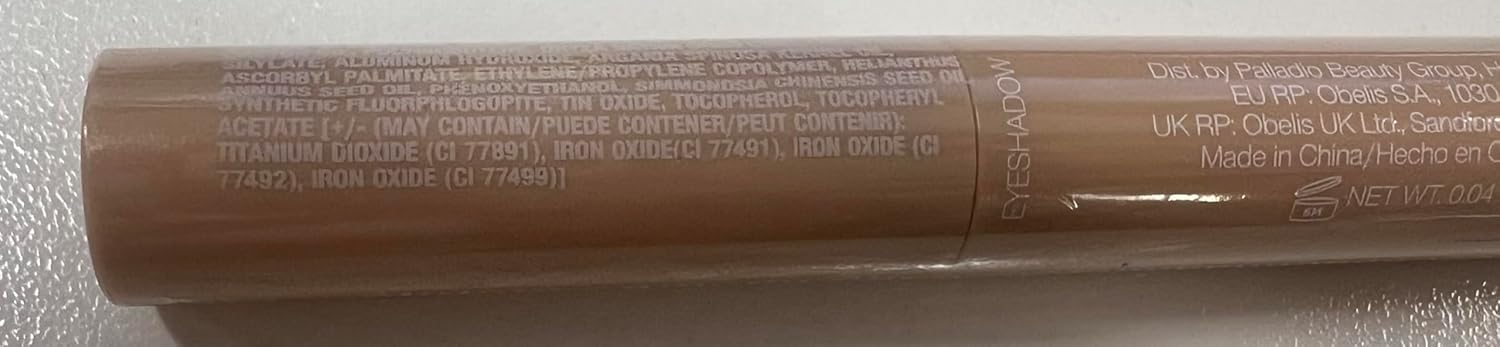 SILYLATE, ALUMINUM HYDROXIDE, ARGANIA SPINOSA KERNEL OIL,
ASCORBYL PALMITATE, ETHYLENE/PROPYLENE COPOLYMER, HELIANTHUS
ANNUUS SEED OIL, PHENOXYETHANOL, SIMMONDSIA CHINENSIS SEED OIL
SYNTHETIC FLUORPHLOGOPITE, TIN OXIDE, TOCOPHEROL, TOCOPHERYL
ACETATE [+/- (MAY CONTAIN/PUEDE CONTENER/PEUT CONTENIR):
TITANIUM DIOXIDE (CI 77891), IRON OXIDE(CI 77491), IRON OXIDE (CI
77492), IRON OXIDE (CI 77499)]
EYESHADOW
Dist. by Palladio Beauty Group, H
EU RP: Obelis S.A., 1030
UK RP: Obelis UK Ltd., Sandford
Made in China/Hecho en C
6M NET WT. 0.04